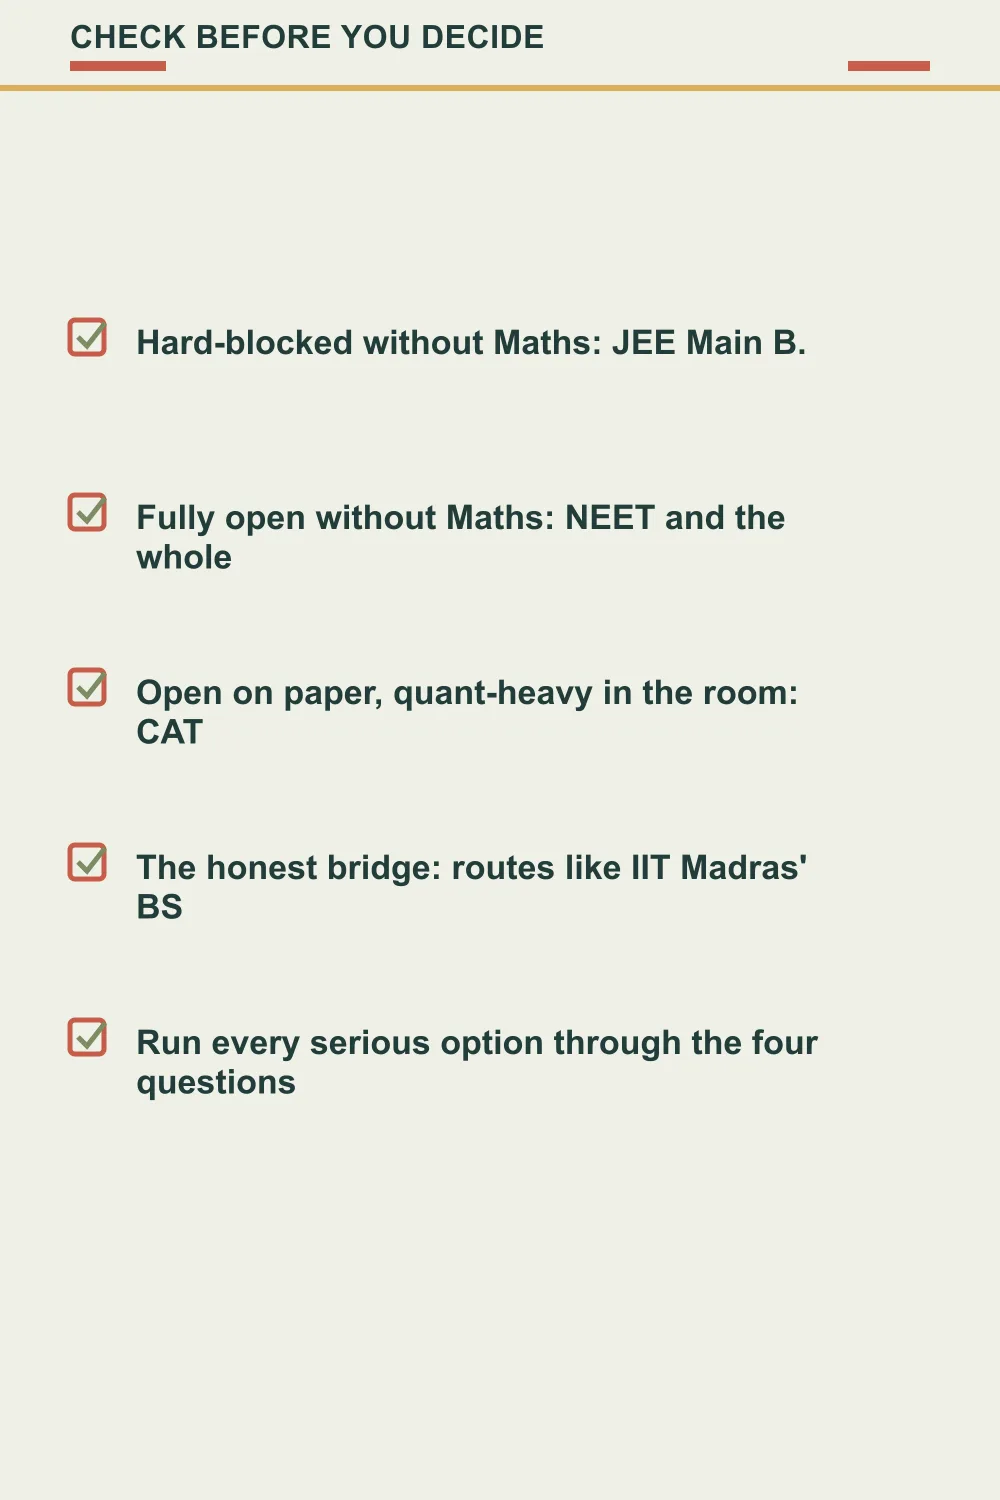 CHECK BEFORE YOU DECIDE
Hard-blocked without Maths: JEE Main B.
Fully open without Maths: NEET and the
whole
Open on paper, quant-heavy in the room:
CAT
The honest bridge: routes like IIT Madras'
BS
Run every serious option through the four
questions